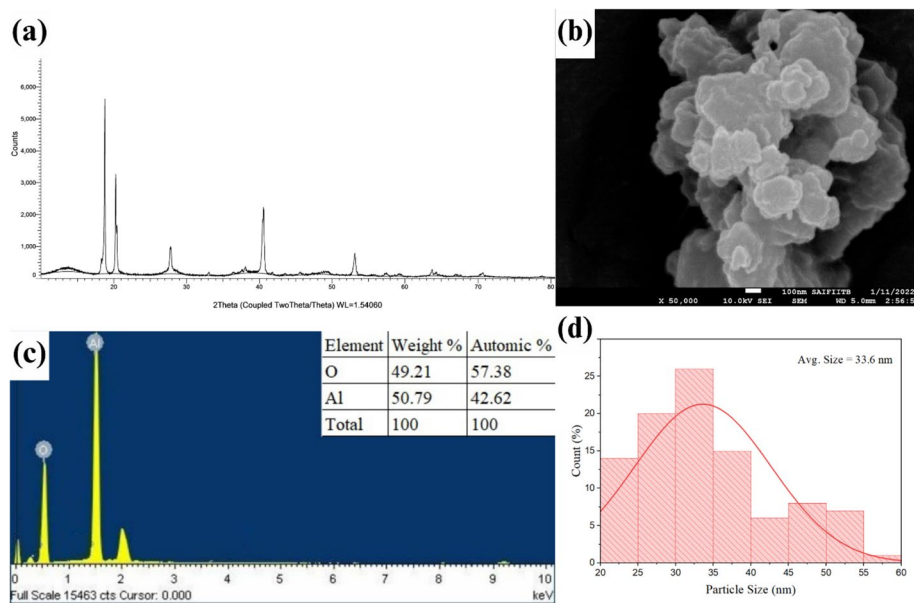 (a)
6,000
5,000
4,000
3,000
2,000
1,000
0
Counts
20
30
40
50
60
70
80
2Theta (Coupled TwoTheta/Theta) WL=1.54060
(b)
100nm SAIFIITB 1/11/2022
X 50,000 10.0kV SEI SEM WD 5.0mm 2:56:5
(c)
Al
O
Element Weight % Automic %
O 49.21 57.38
Al 50.79 42.62
Total 100 100
0 1 2 3 4 5 6 7 8 9 10
Full Scale 15463 cts Cursor: 0.000 keV
(d)
Avg. Size = 33.6 nm
30
25
20
15
10
5
0
Count (%)
20 25 30 35 40 45 50 55 60
Particle Size (nm)